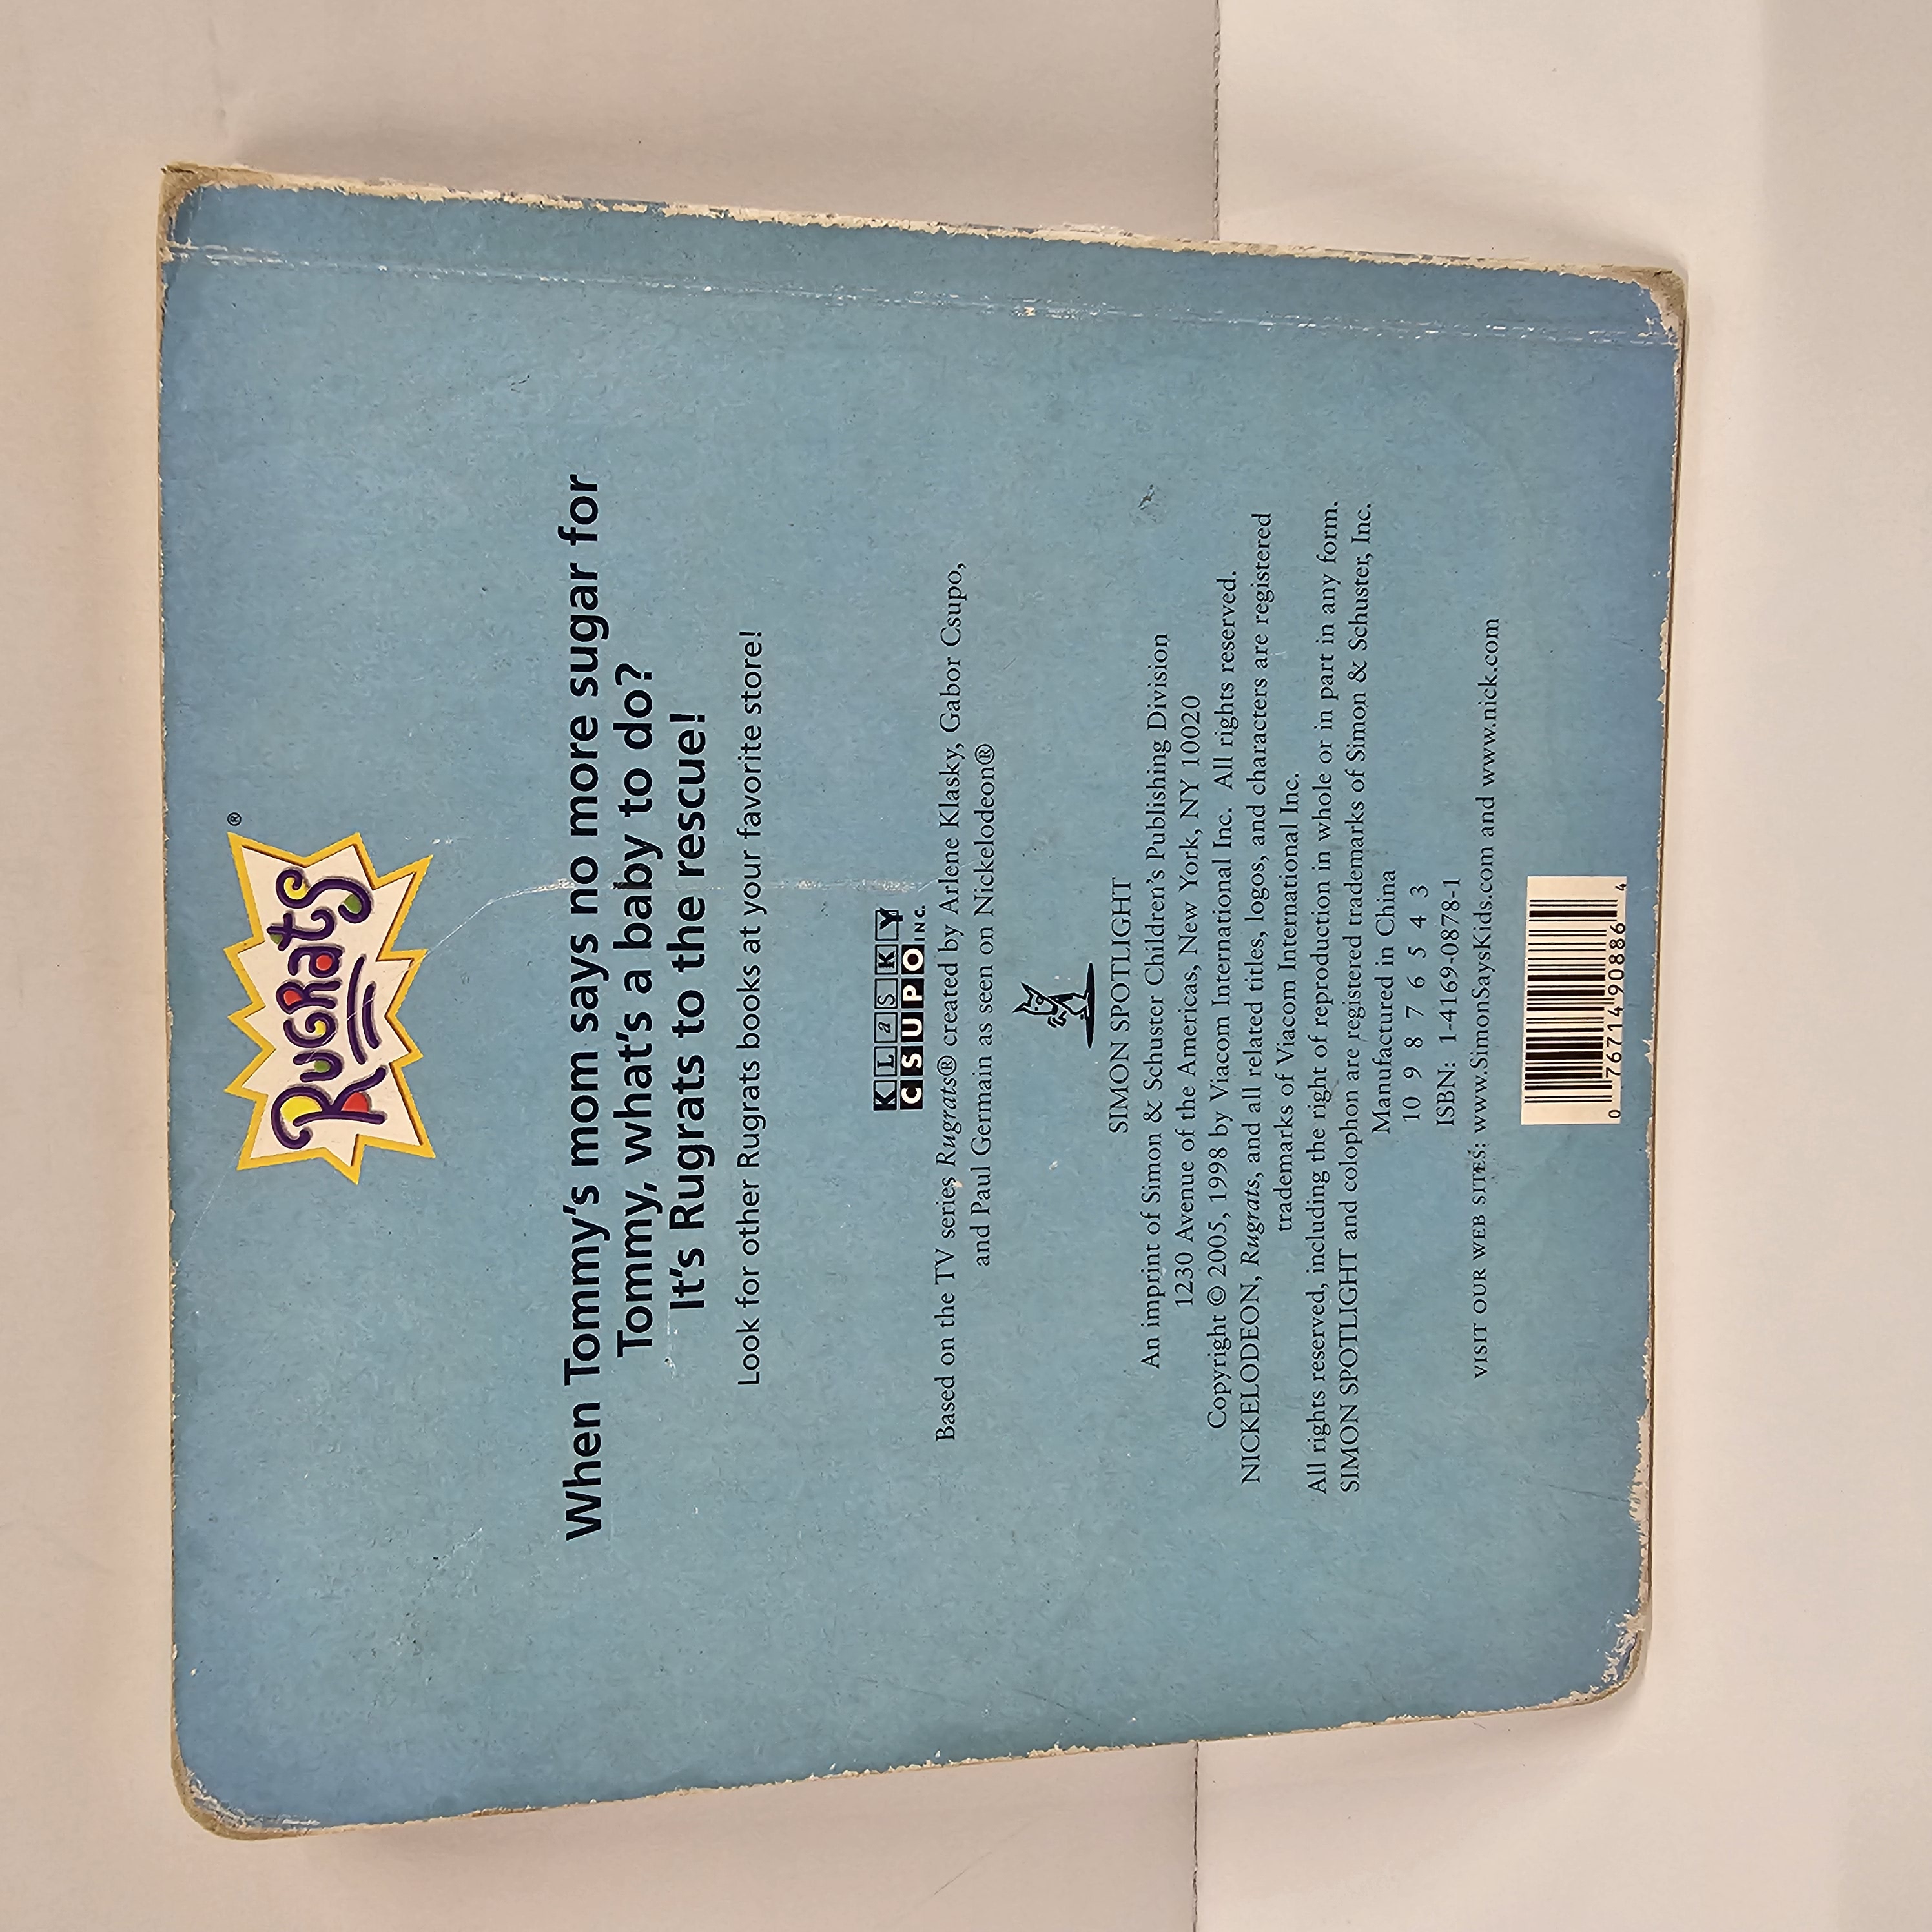 RugRats®
When Tommy's mom says no more sugar for
Tommy, what's a baby to do?
It's Rugrats to the rescue!
Look for other Rugrats books at your favorite store!
KLaSKY
CSUPO INC.
Based on the TV series Rugrats® created by Arlene Klasky, Gabor Csupo,
and Paul Germain as seen on Nickelodeon®
SIMON SPOTLIGHT
An imprint of Simon & Schuster Children's Publishing Division
1230 Avenue of the Americas, New York, NY 10020
Copyright © 2005, 1998 by Viacom International Inc. All rights reserved.
NICKELODEON, Rugrats, and all related titles, logos, and characters are registered
trademarks of Viacom International Inc.
All rights reserved, including the right of reproduction in whole or in part in any form.
SIMON SPOTLIGHT and colophon are registered trademarks of Simon & Schuster, Inc.
Manufactured in China
10 9 8 7 6 5 4 3
ISBN: 1-4169-0878-1
VISIT OUR WEB SITES: www.SimonSaysKids.com and www.nick.com
0 76714 90886 4